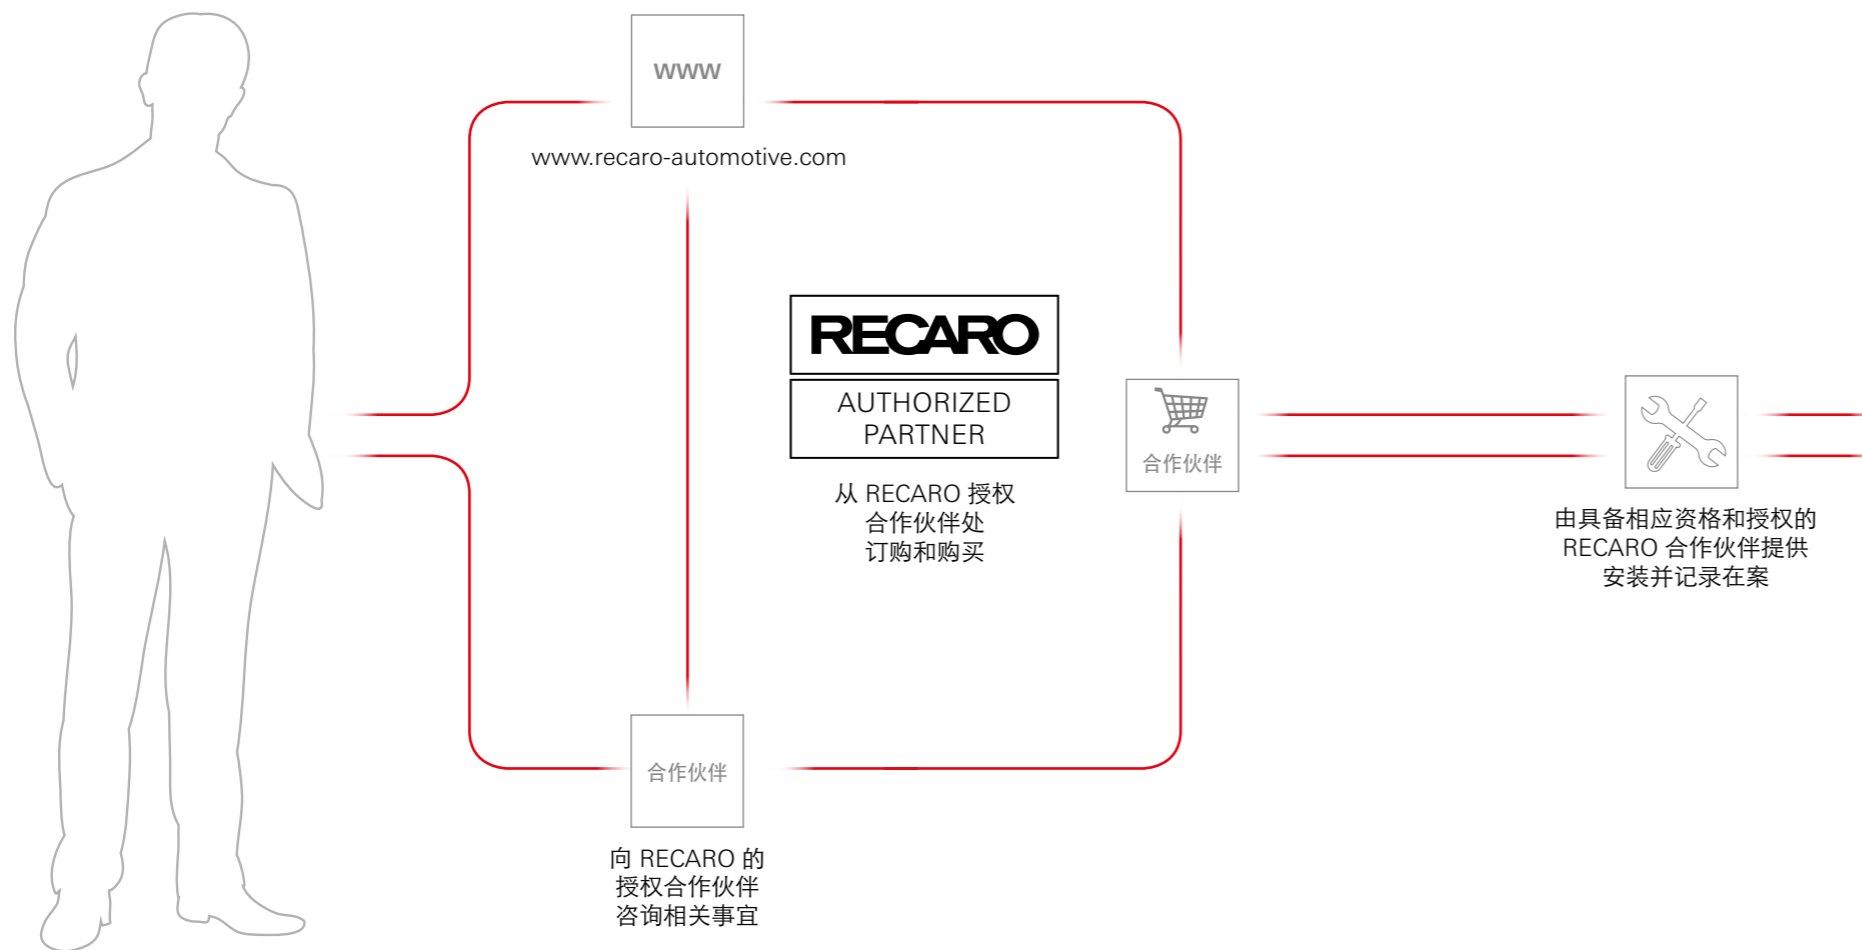 www
www.recaro-automotive.com
RECARO
AUTHORIZED
PARTNER
从 RECARO 授权
合作伙伴处
订购和购买
合作伙伴
由具备相应资格和授权的
RECARO 合作伙伴提供
安装并记录在案
合作伙伴
向 RECARO 的
授权合作伙伴
咨询相关事宜